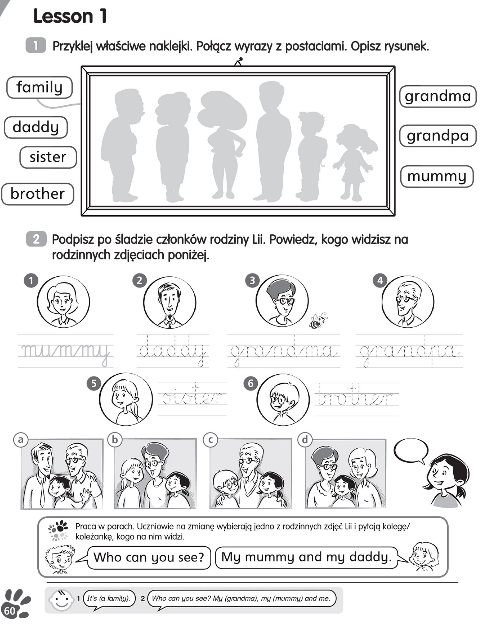 Lesson 1
1 Przyklej właściwe naklejki. Połącz wyrazy z postaciami. Opisz rysunek.
family
daddy
sister
brother
grandma
grandpa
mummy
2 Podpisz po śladzie członków rodziny Lii. Powiedz, kogo widzisz na
rodzinnych zdjęciach poniżej.
1 2 3 4
mummy daddy grandma grandpa
5 sister 6 brother
a b c d
Praca w parach. Uczniowie na zmianę wybierają jedno z rodzinnych zdjęć Lii i pytają kolegę/
koleżankę, kogo na nim widzi.
Who can you see? My mummy and my daddy.
1 It's (a family). 2 Who can you see? My (grandma), my (mummy) and me.
60